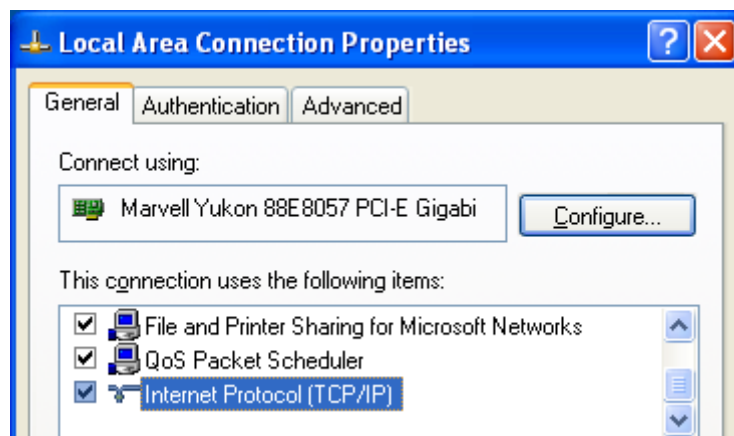 Local Area Connection Properties
General Authentication Advanced
Connect using:
Marvell Yukon 88E8057 PCI-E Gigabi
Configure...
This connection uses the following items:
File and Printer Sharing for Microsoft Networks
QoS Packet Scheduler
Internet Protocol (TCP/IP)